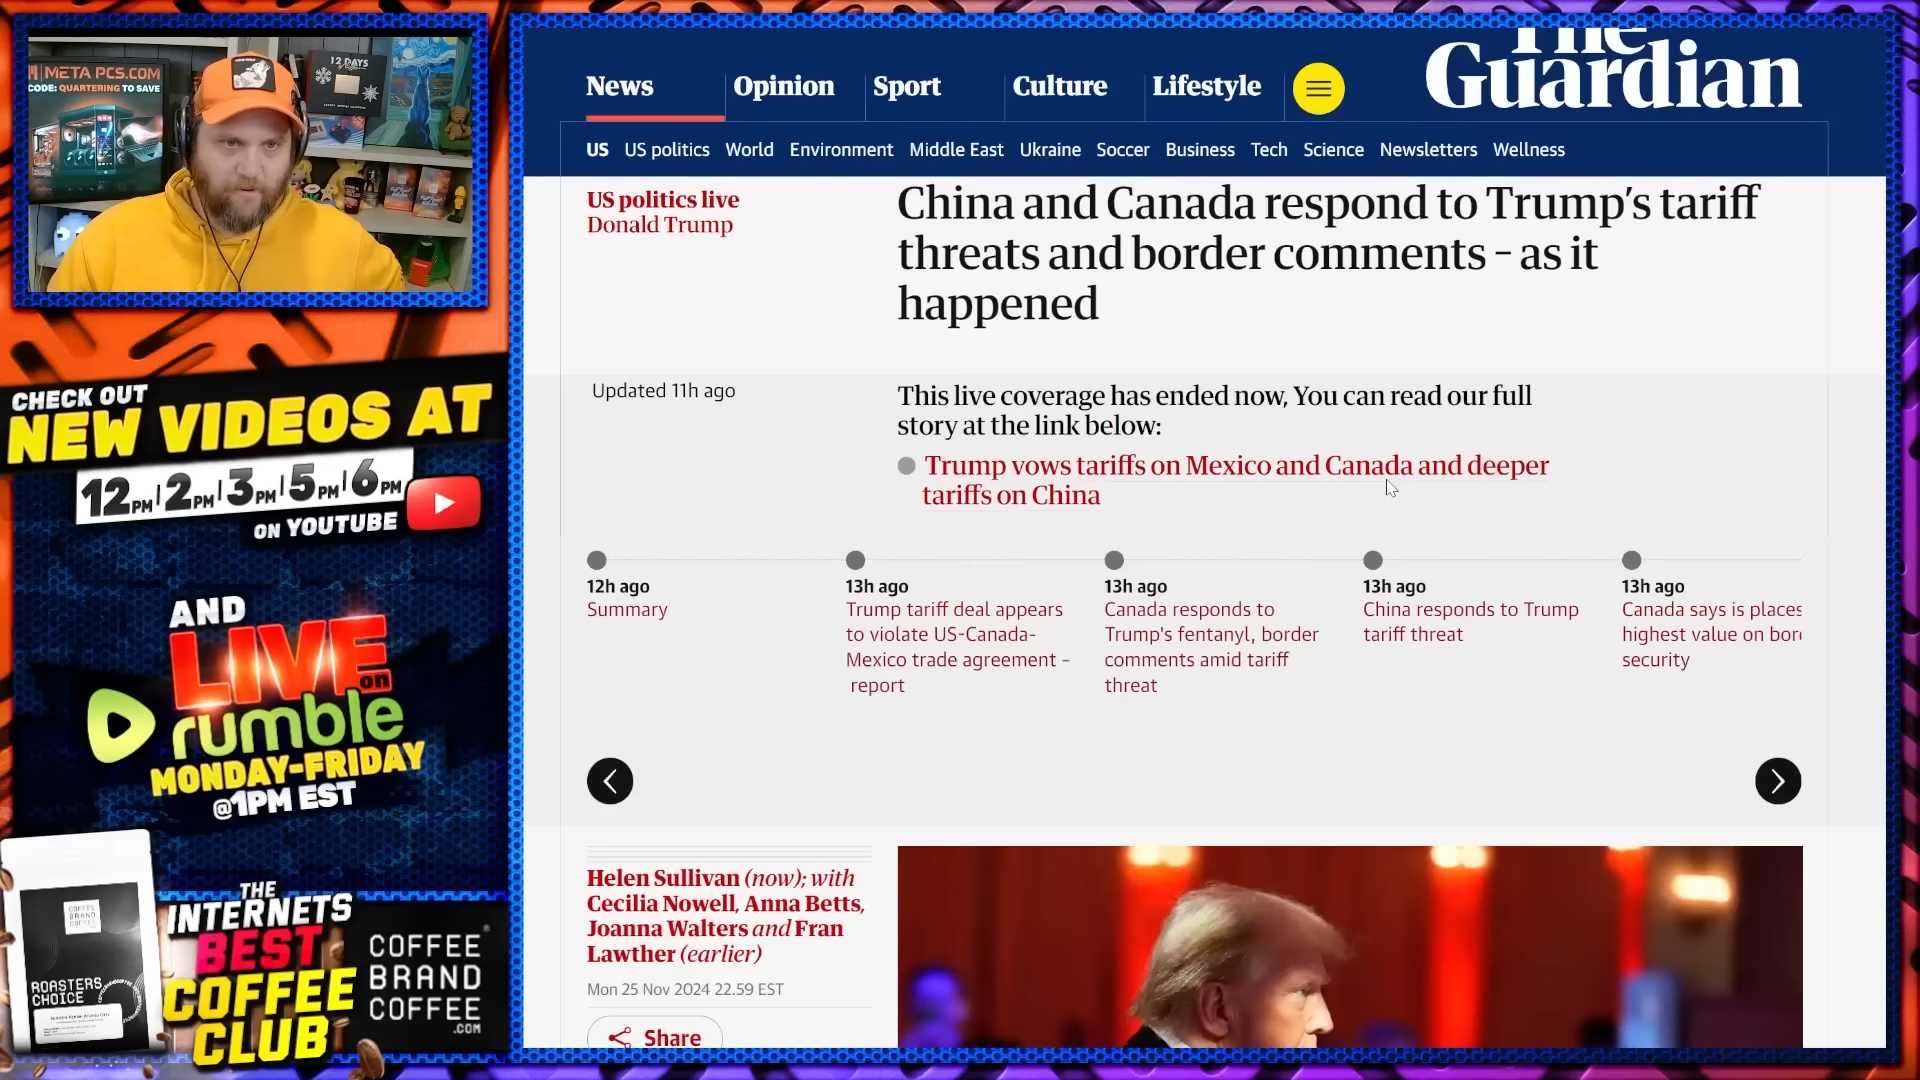 META PCS.COM
CODE: QUARTERING TO SAVE
12 DAYS
CHECK OUT
NEW VIDEOS AT
12PM|2PM|3PM|5PM|6PM
ON YOUTUBE
AND
LIVE on
rumble
MONDAY-FRIDAY
@1PM EST
COFFEE
BRAND
COFFEE
ROASTERS
CHOICE
THE
INTERNETS
BEST
COFFEE
CLUB
COFFEE
BRAND
COFFEE
.COM
The
Guardian
News
Opinion
Sport
Culture
Lifestyle
US US politics World Environment Middle East Ukraine Soccer Business Tech Science Newsletters Wellness
US politics live
Donald Trump
China and Canada respond to Trump’s tariff
threats and border comments – as it
happened
Updated 11h ago
This live coverage has ended now, You can read our full
story at the link below:
Trump vows tariffs on Mexico and Canada and deeper
tariffs on China
12h ago
Summary
13h ago
Trump tariff deal appears
to violate US-Canada-
Mexico trade agreement –
report
13h ago
Canada responds to
Trump's fentanyl, border
comments amid tariff
threat
13h ago
China responds to Trump
tariff threat
13h ago
Canada says is places
highest value on bor
security
Helen Sullivan (now); with
Cecilia Nowell, Anna Betts,
Joanna Walters and Fran
Lawther (earlier)
Mon 25 Nov 2024 22.59 EST
Share